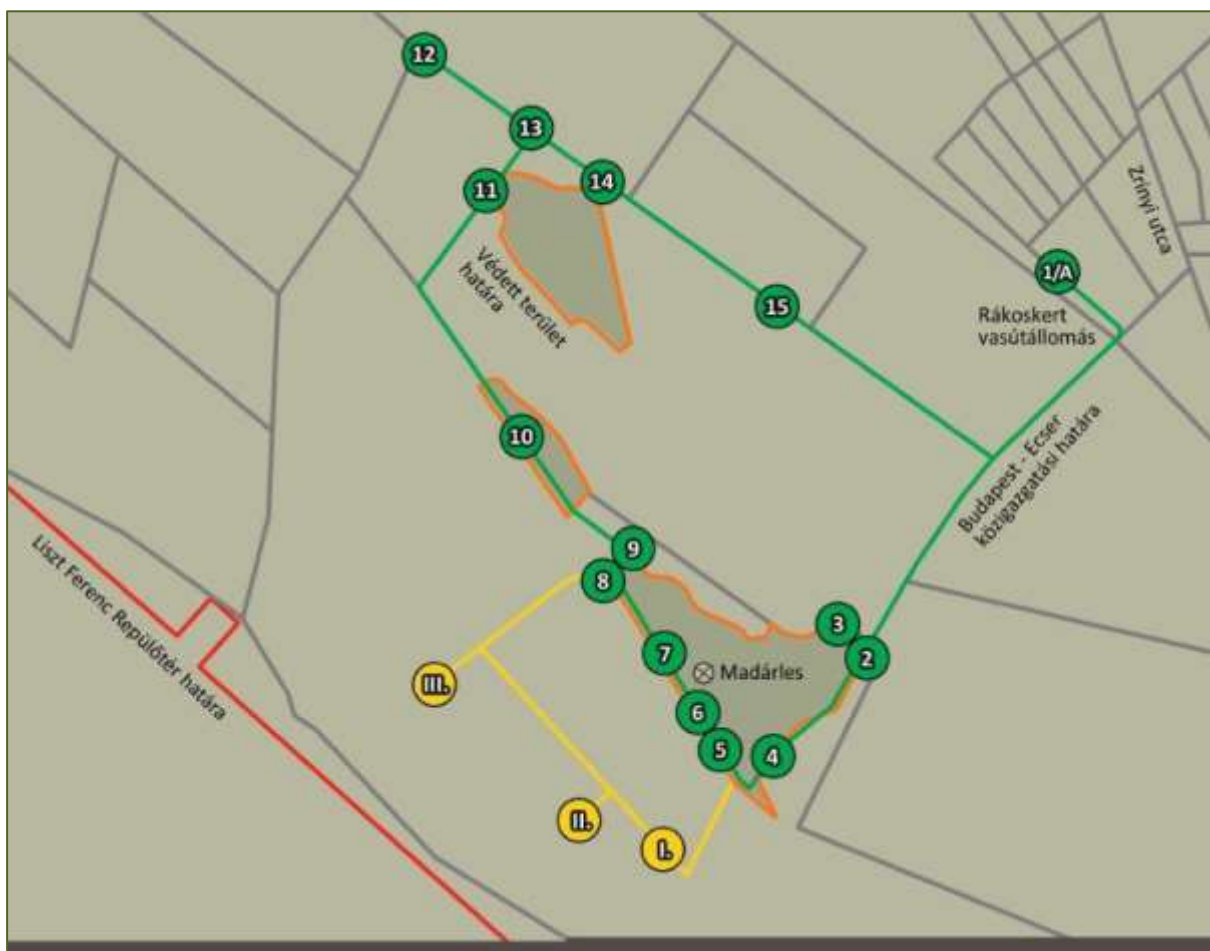 12
13
11
14
Védett terület
határa
15
1/A
Zrínyi utca
Rákoskert
vasútállomás
Budapest - Ecser
közigazgatási határa
10
9
8
3
2
7
Madárles
6
5
4
Liszt Ferenc Repülőtér határa
III.
II.
I.